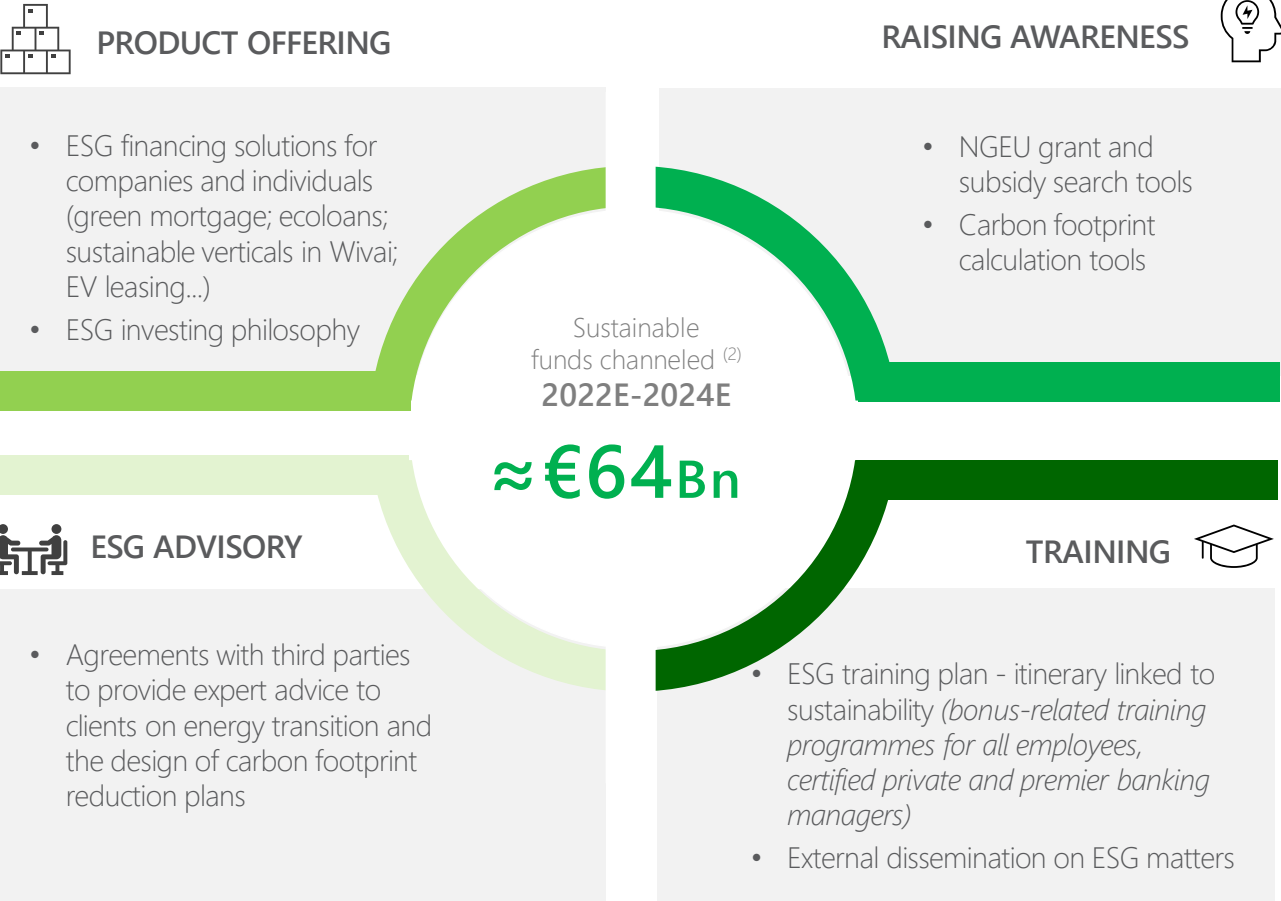 PRODUCT OFFERING
• ESG financing solutions for
companies and individuals
(green mortgage; ecoloans;
sustainable verticals in Wivai;
EV leasing...)
• ESG investing philosophy
RAISING AWARENESS
• NGEU grant and
subsidy search tools
• Carbon footprint
calculation tools
Sustainable
funds channeled (2)
2022E-2024E
≈€64Bn
ESG ADVISORY
• Agreements with third parties
to provide expert advice to
clients on energy transition and
the design of carbon footprint
reduction plans
TRAINING
• ESG training plan - itinerary linked to
sustainability (bonus-related training
programmes for all employees,
certified private and premier banking
managers)
• External dissemination on ESG matters